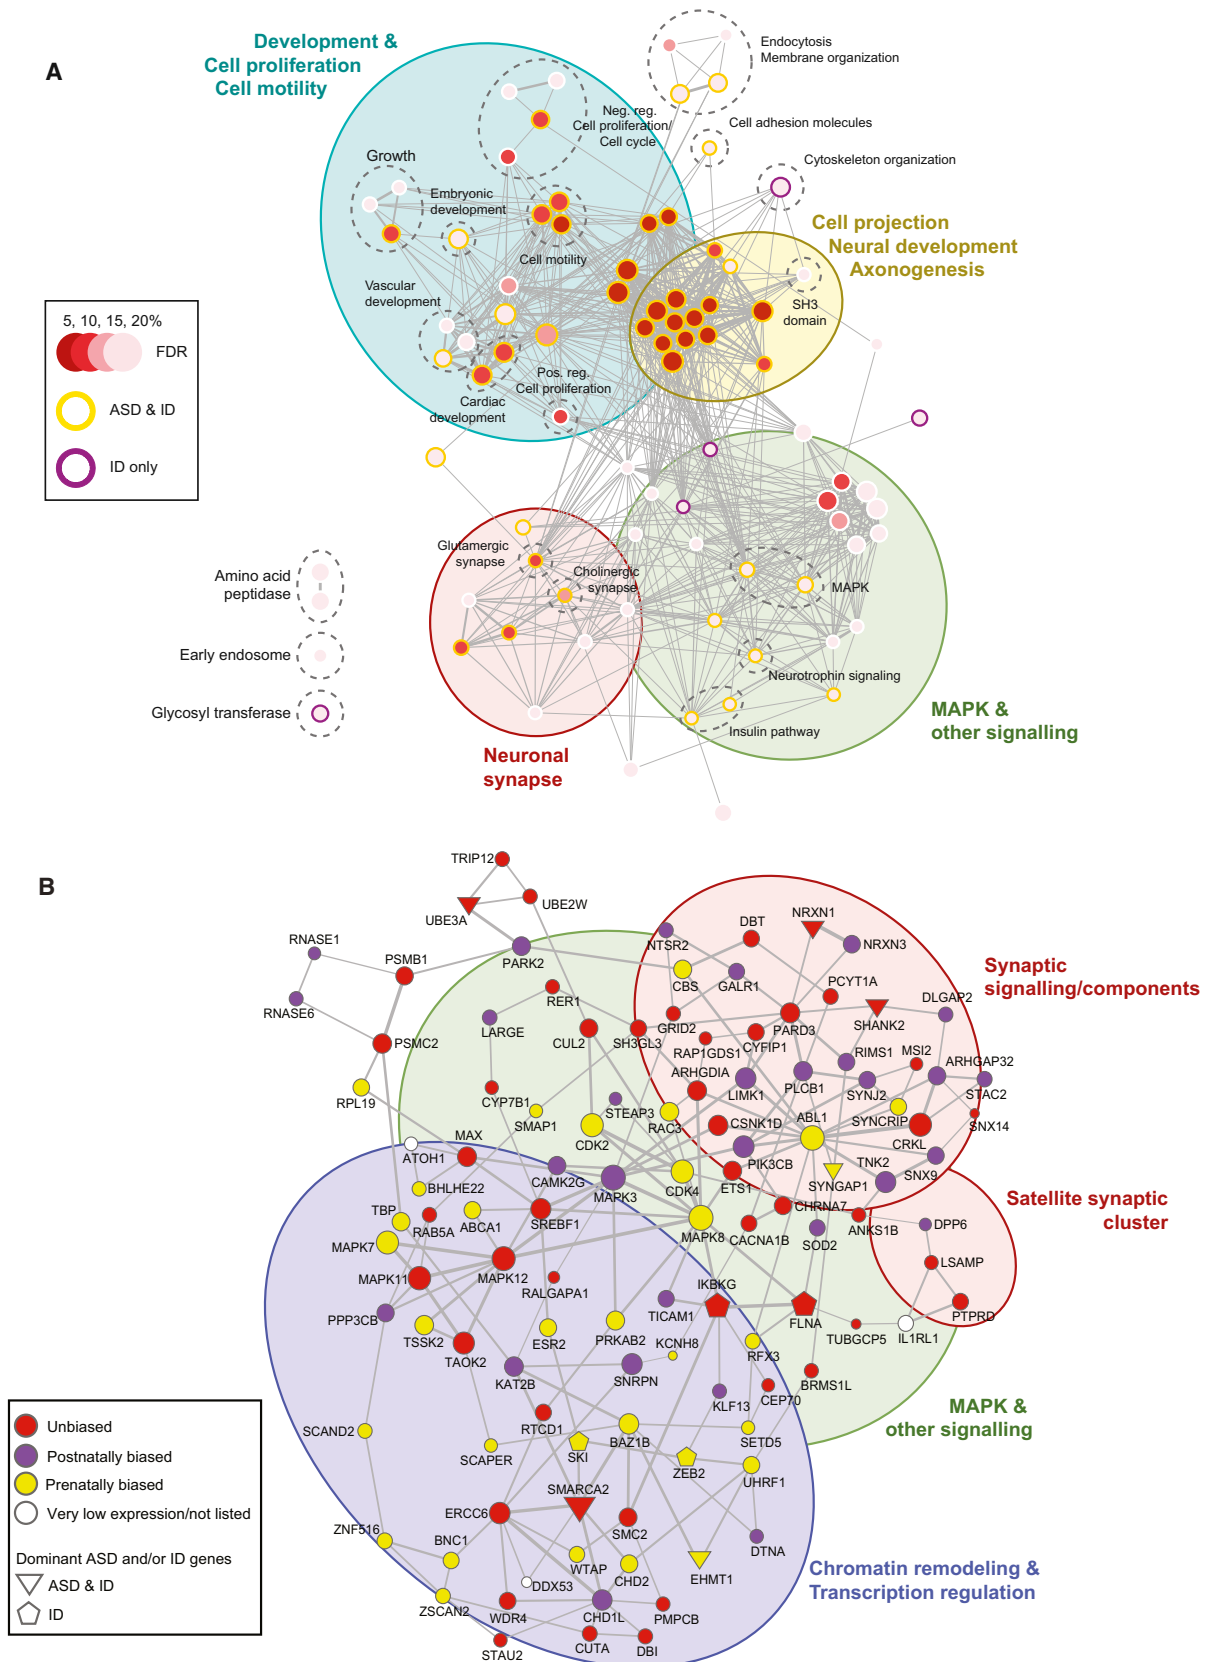 A
Development &
Cell proliferation
Cell motility
Endocytosis
Membrane organization
Neg. reg.
Cell proliferation/
Cell cycle
Cell adhesion molecules
Growth
Cytoskeleton organization
Embryonic
development
Cell projection
Neural development
Axonogenesis
Cell motility
Vascular
development
SH3
domain
5, 10, 15, 20%
FDR
ASD & ID
ID only
Pos. reg.
Cell proliferation
Cardiac
development
Glutamergic
synapse
Cholinergic
synapse
MAPK
Amino acid
peptidase
Early endosome
Neurotrophin signaling
Glycosyl transferase
Insulin pathway
MAPK &
other signalling
Neuronal
synapse
B
TRIP12
UBE2W
UBE3A
NRXN1
DBT
RNASE1
NTSR2
NRXN3
PSMB1
PARK2
Synaptic
signalling/components
CBS
GALR1
PCYT1A
RNASE6
RER1
DLGAP2
LARGE
GRID2
PARD3
SHANK2
PSMC2
CUL2
SH3GL3
RAP1GDS1
CYFIP1
RIMS1
MSI2
ARHGAP32
ARHGDIA
RPL19
CYP7B1
STEAP3
LIMK1
PLCB1
SYNJ2
STAC2
SMAP1
RAC3
CSNK1D
ABL1
SYNCRIP
SNX14
CDK2
CRKL
MAX
ATOH1
PIK3CB
TNK2
CAMK2G
MAPK3
CDK4
ETS1
SYNGAP1
SNX9
BHLHE22
Satellite synaptic
cluster
TBP
RAB5A
ABCA1
SREBF1
CHRNA7
MAPK8
CACNA1B
SOD2
ANKS1B
DPP6
MAPK7
MAPK11
MAPK12
RALGAPA1
IKBKG
LSAMP
PPP3CB
TICAM1
FLNA
PTPRD
TSSK2
TAOK2
ESR2
PRKAB2
KCNH8
RFX3
TUBGCP5
IL1RL1
KAT2B
SNRPN
BRMS1L
KLF13
CEP70
MAPK &
other signalling
Unbiased
Postnatally biased
Prenatally biased
Very low expression/not listed
Dominant ASD and/or ID genes
ASD & ID
ID
SCAND2
RTCD1
BAZ1B
SETD5
SCAPER
SKI
ZEB2
UHRF1
SMARCA2
ERCC6
ZNF516
SMC2
BNC1
WTAP
DTNA
CHD2
EHMT1
Chromatin remodeling &
Transcription regulation
DDX53
ZSCAN2
WDR4
CHD1L
PMPCB
STAU2
CUTA
DBI